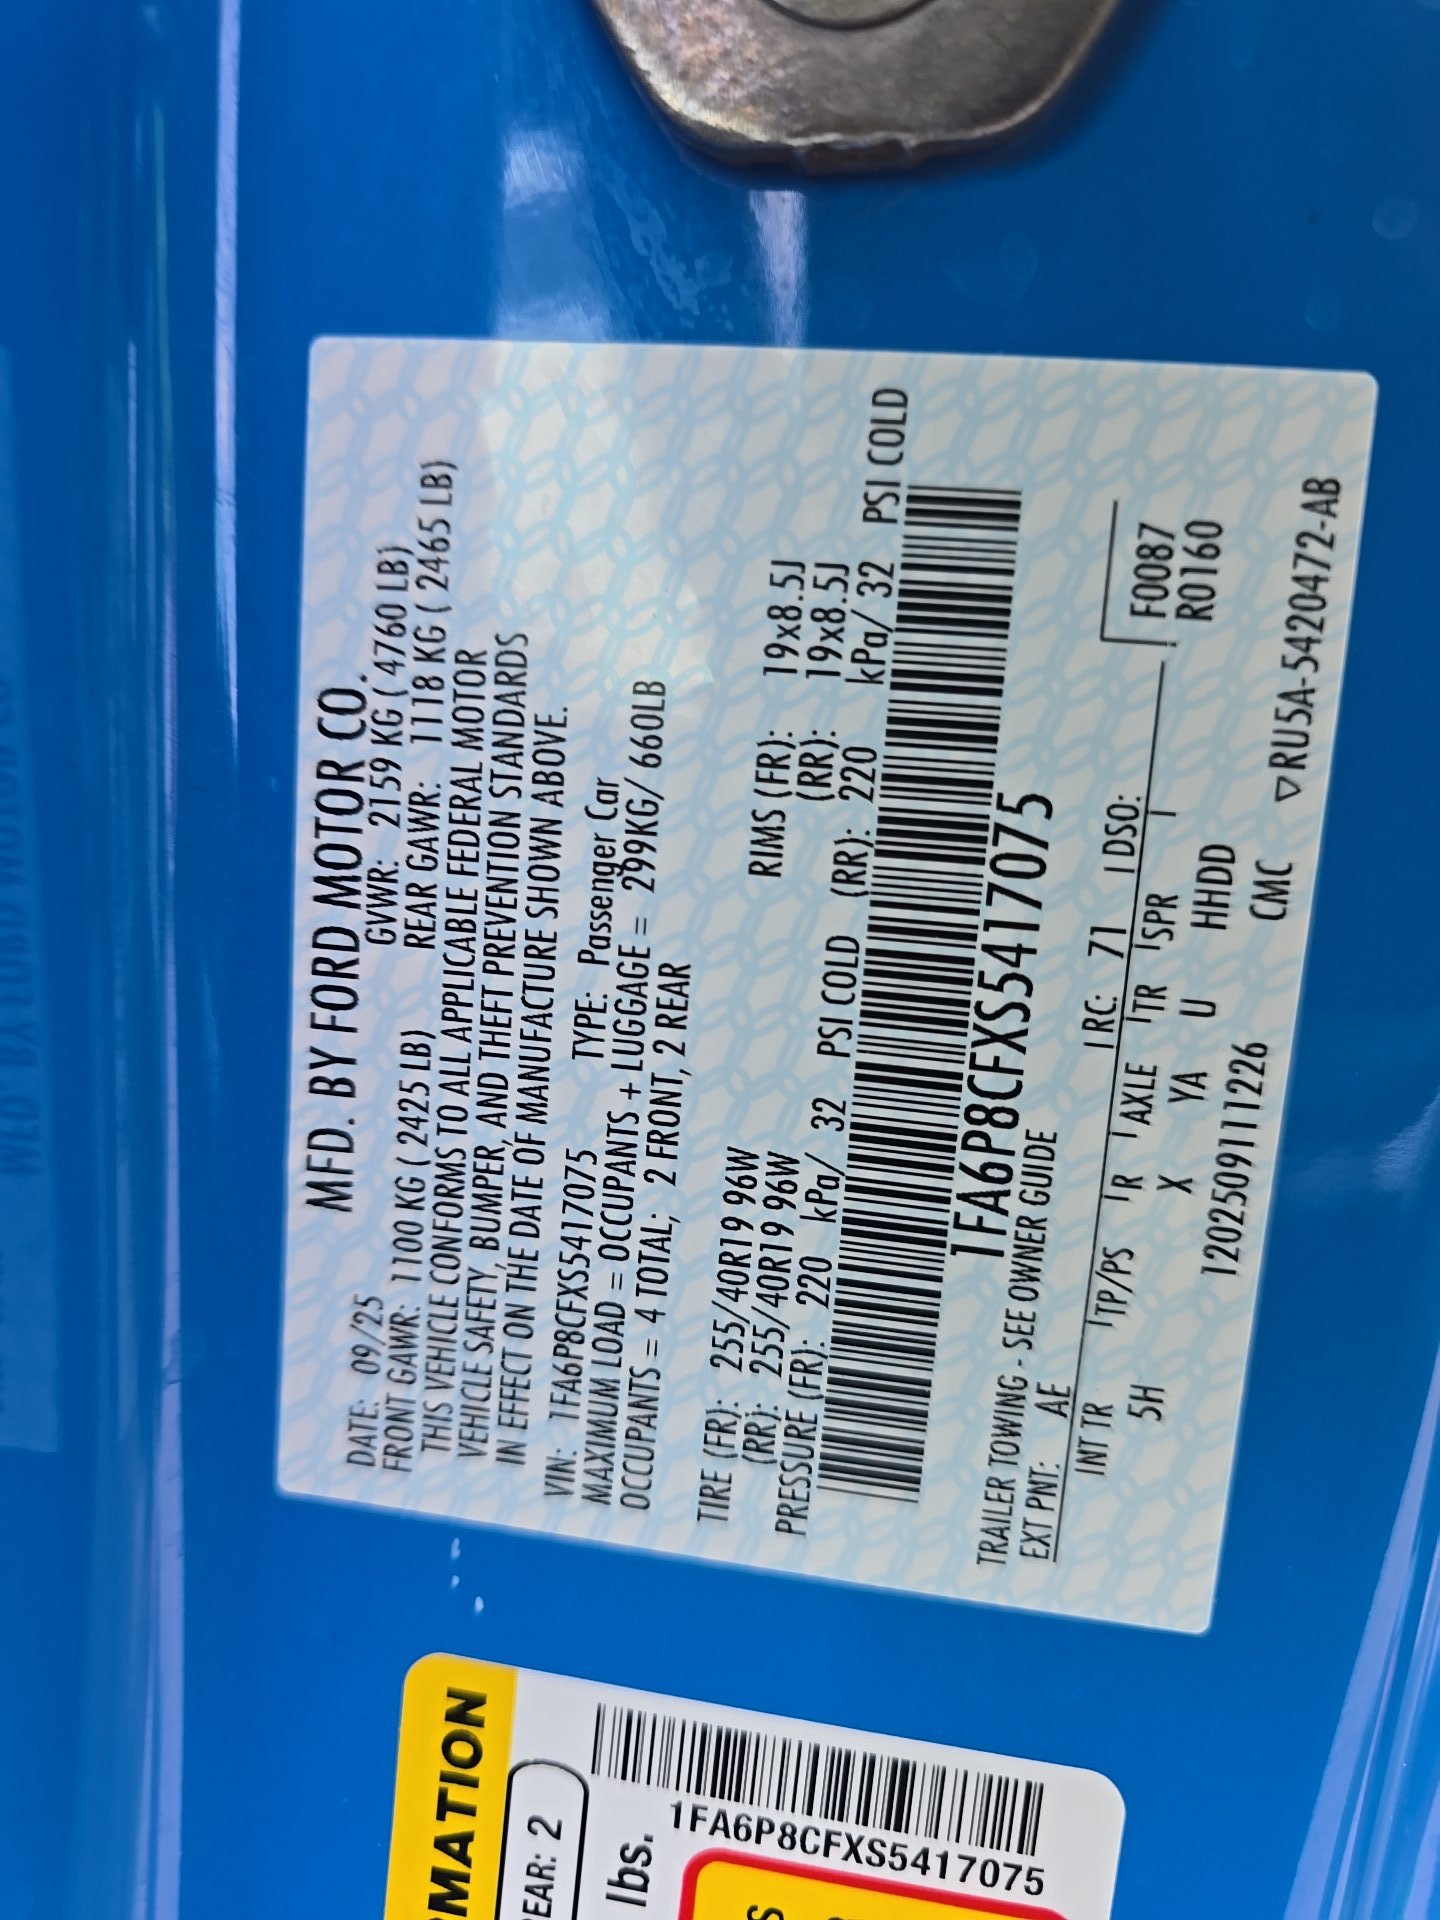 MFD. BY FORD MOTOR CO.
DATE: 09/25 GVWR: 2159 KG ( 4760 LB)
FRONT GAWR: 1100 KG ( 2425 LB) REAR GAWR: 1118 KG ( 2465 LB)
THIS VEHICLE CONFORMS TO ALL APPLICABLE FEDERAL MOTOR
VEHICLE SAFETY, BUMPER, AND THEFT PREVENTION STANDARDS
IN EFFECT ON THE DATE OF MANUFACTURE SHOWN ABOVE.
VIN: 1FA6P8CFXS5417075 TYPE: Passenger Car
MAXIMUM LOAD = OCCUPANTS + LUGGAGE = 299KG/ 660LB
OCCUPANTS = 4 TOTAL; 2 FRONT, 2 REAR
TIRE (FR): 255/40R19 96W RIMS (FR): 19x8.5J
(RR): 255/40R19 96W (RR): 19x8.5J
PRESSURE (FR): 220 kPa/ 32 PSI COLD (RR): 220 kPa/ 32 PSI COLD
1FA6P8CFXS5417075
TRAILER TOWING - SEE OWNER GUIDE
EXT PNT: AE RC: 71 DSO:
INT TR TP/PS R AXLE TR SPR F0087
5H X YA U HHDD R0160
120250911226
CMC ▽RU5A-5420472-AB
RMATION
EAR: 2
lbs.
1FA6P8CFXS5417075